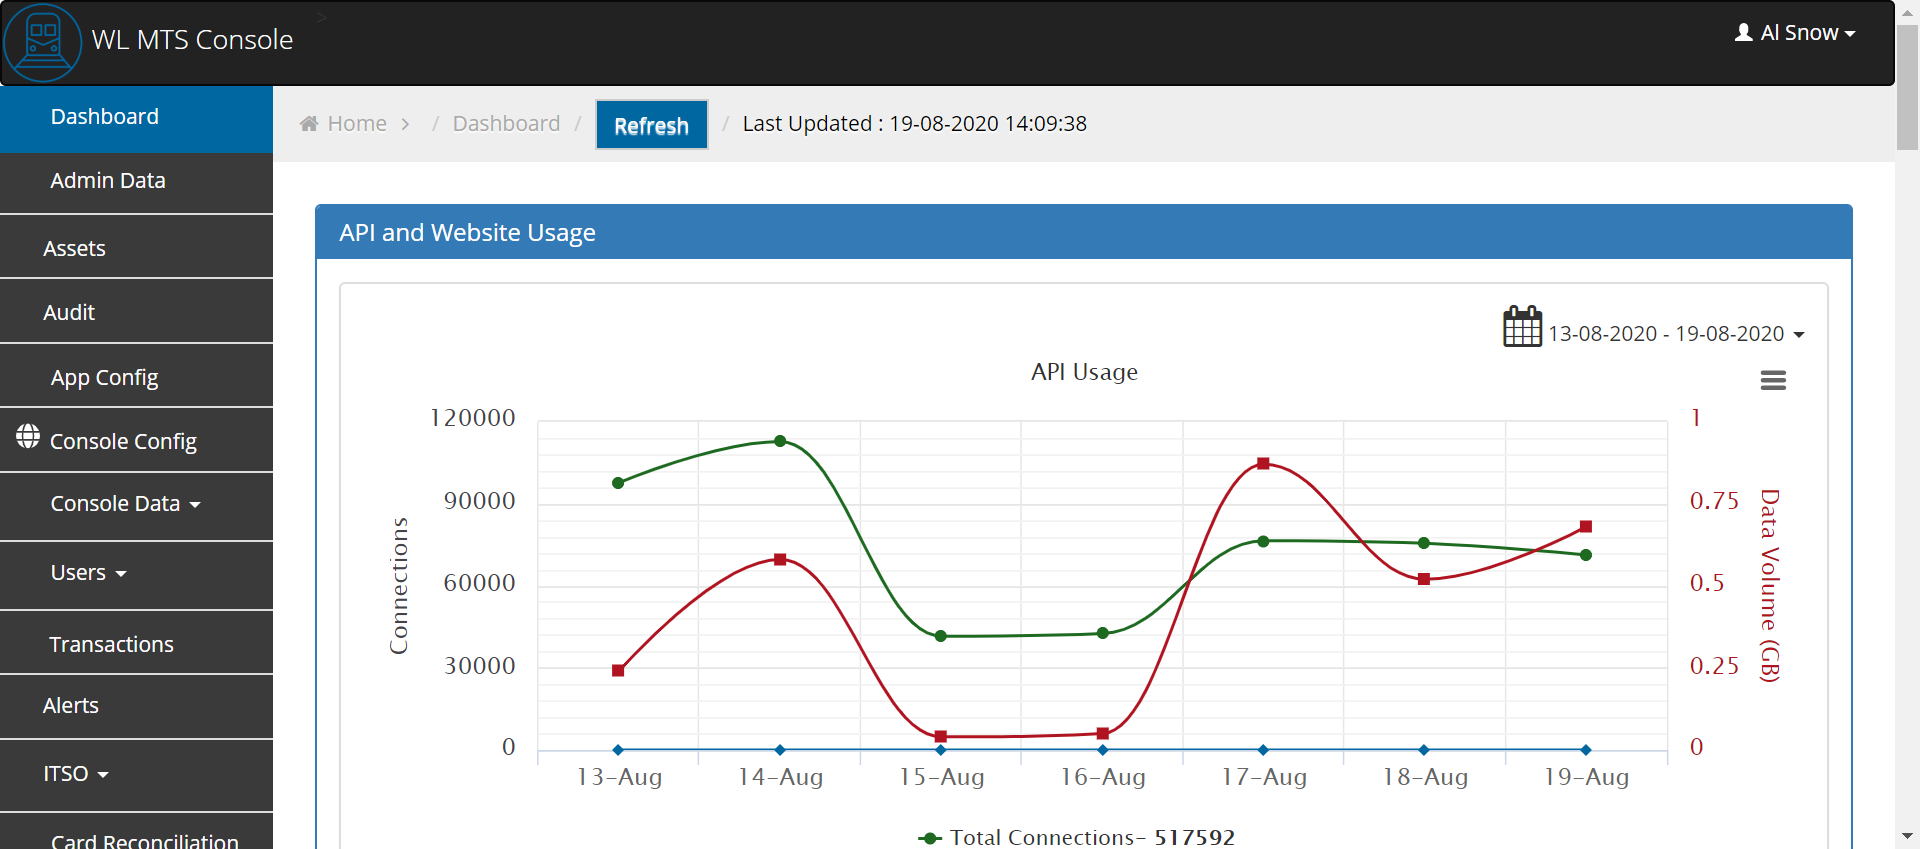 WL MTS Console
>
Al Snow
Dashboard
Admin Data
Assets
Audit
App Config
Console Config
Console Data
Users
Transactions
Alerts
ITSO
Card Reconciliation
Home > / Dashboard / Refresh / Last Updated : 19-08-2020 14:09:38
API and Website Usage
13-08-2020 - 19-08-2020
API Usage
Connections
120000
90000
60000
30000
0
1
0.75
0.5
0.25
0
Data Volume (GB)
13-Aug 14-Aug 15-Aug 16-Aug 17-Aug 18-Aug 19-Aug
Total Connections- 517592